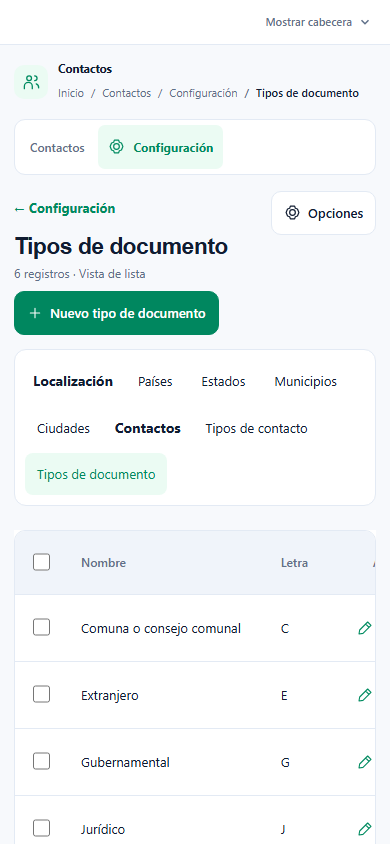 Mostrar cabecera
Contactos
Inicio / Contactos / Configuración / Tipos de documento
Contactos Configuración
← Configuración
Opciones
Tipos de documento
6 registros · Vista de lista
+ Nuevo tipo de documento
Localización Países Estados Municipios
Ciudades Contactos Tipos de contacto
Tipos de documento
Nombre Letra
Comuna o consejo comunal C
Extranjero E
Gubernamental G
Jurídico J